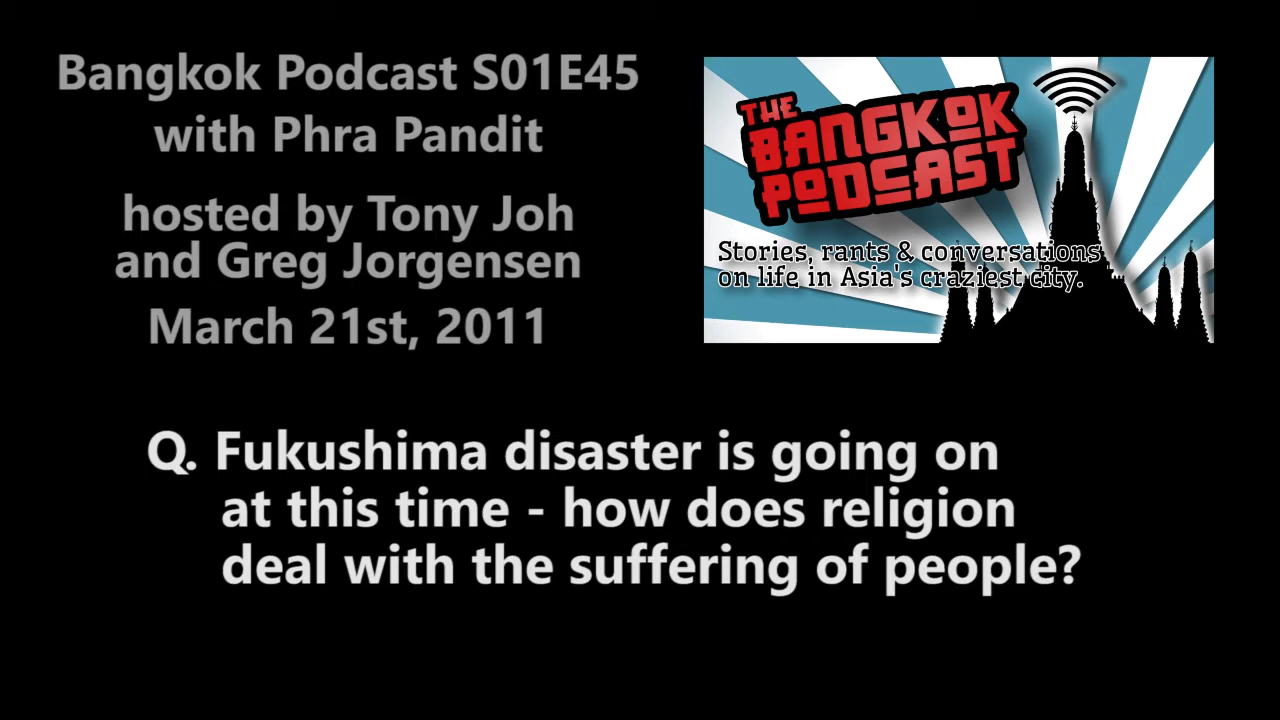 Bangkok Podcast S01E45
with Phra Pandit
hosted by Tony Joh
and Greg Jorgensen
March 21st, 2011
THE
BANGKOK
PODCAST
Stories, rants & conversations
on life in Asia's craziest city.
Q. Fukushima disaster is going on
at this time - how does religion
deal with the suffering of people?